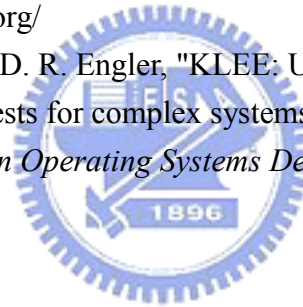 org/
D. R. Engler, "KLEE: U
ests for complex systems
n Operating Systems De
1896